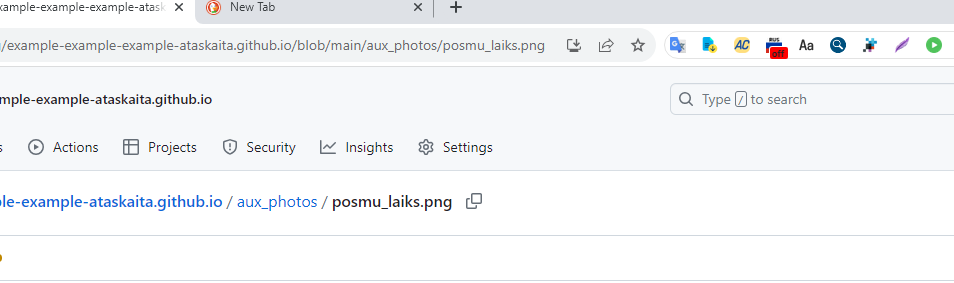 xample-example-example-atask
New Tab
/example-example-example-ataskaita.github.io/blob/main/aux_photos/posmu_laiks.png
AC
RUS
off
Aa
mple-example-ataskaita.github.io
Type / to search
s
Actions
Projects
Security
Insights
Settings
ple-example-ataskaita.github.io / aux_photos / posmu_laiks.png